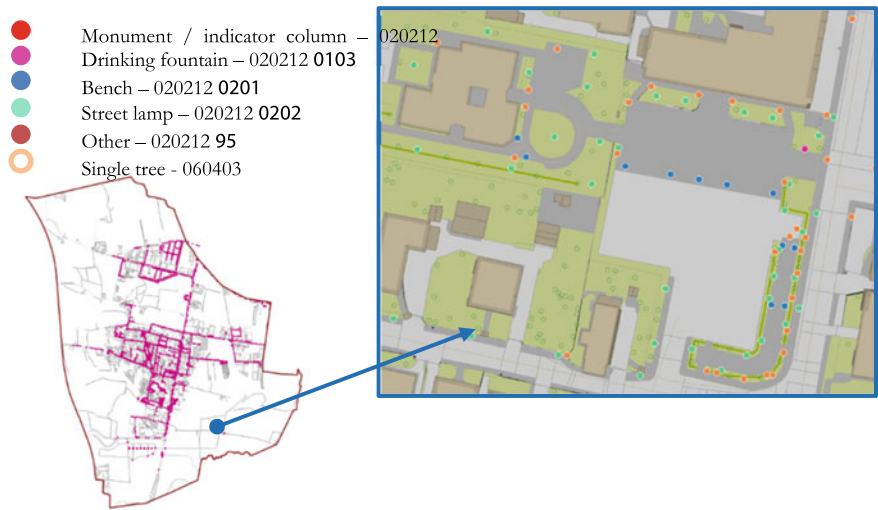 Monument / indicator column – 020212
Drinking fountain – 020212 0103
Bench – 020212 0201
Street lamp – 020212 0202
Other – 020212 95
Single tree - 060403